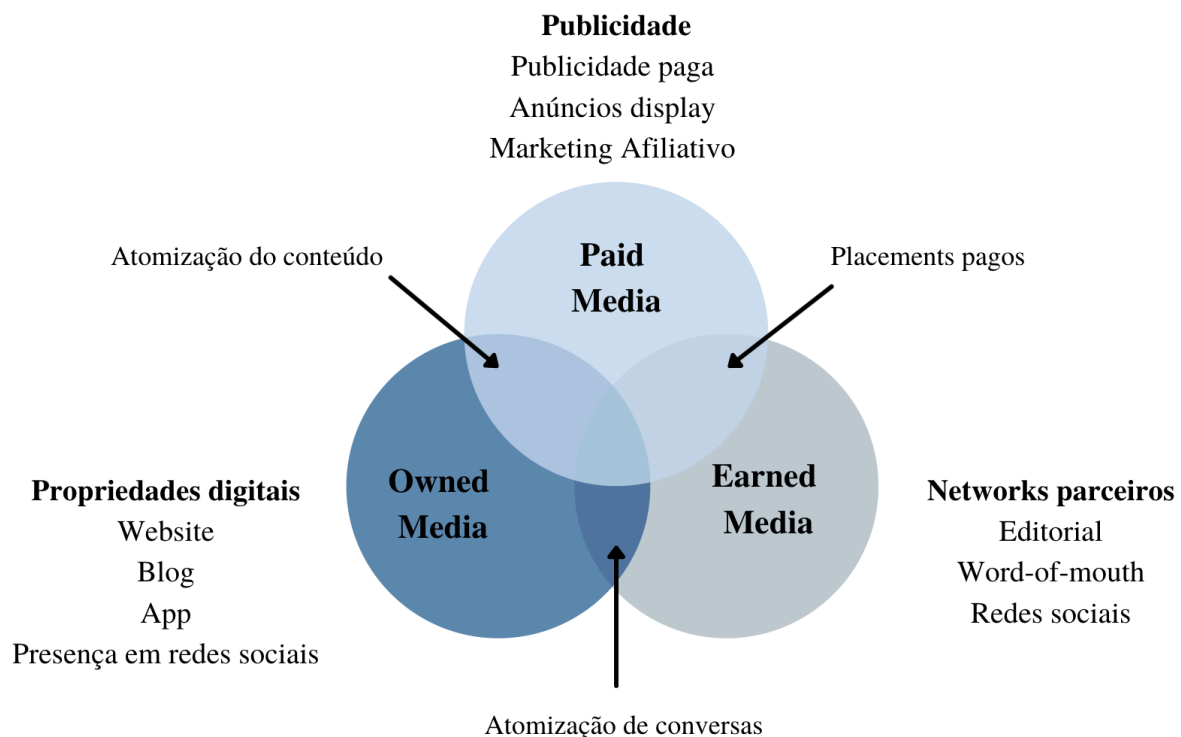 Publicidade
Publicidade paga
Anúncios display
Marketing Afiliativo
Atomização do conteúdo
Placements pagos
Paid
Media
Owned
Media
Earned
Media
Propriedades digitais
Website
Blog
App
Presença em redes sociais
Networks parceiros
Editorial
Word-of-mouth
Redes sociais
Atomização de conversas